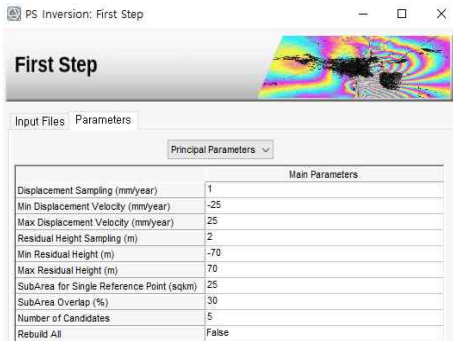 PS Inversion: First Step
First Step
Input Files Parameters
Principal Parameters
Main Parameters
Displacement Sampling (mm/year) 1
Min Displacement Velocity (mm/year) -25
Max Displacement Velocity (mm/year) 25
Residual Height Sampling (m) 2
Min Residual Height (m) -70
Max Residual Height (m) 70
SubArea for Single Reference Point (sqkm) 25
SubArea Overlap (%) 30
Number of Candidates 5
Rebuild All False